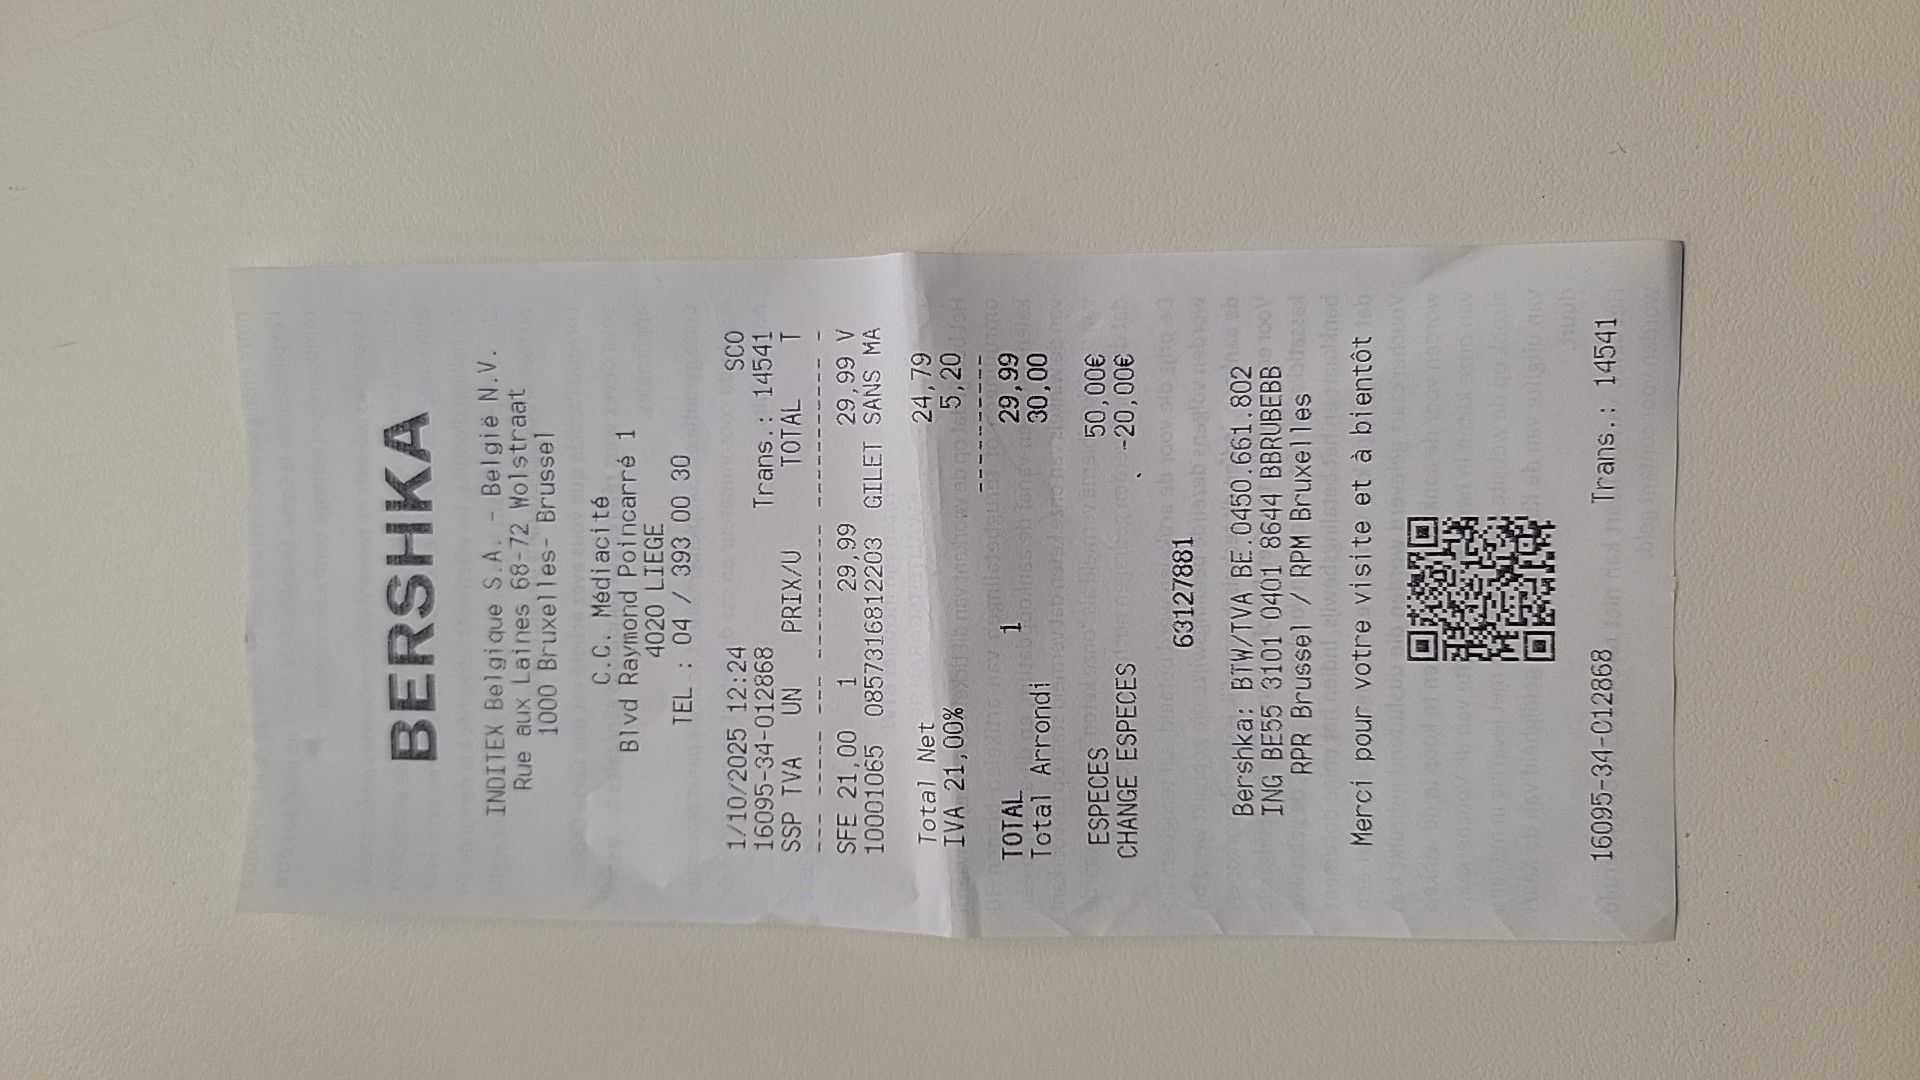 BERSHKA
INDITEX Belgique S.A. - België N.V.
Rue aux Laines 68-72 Wolstraat
1000 Bruxelles- Brussel
C.C. Médiacité
Blvd Raymond Poincarré 1
4020 LIEGE
TEL : 04 / 393 00 30
1/10/2025 12:24 SCO
16095-34-012868 Trans.: 14541
SSP TVA UN PRIX/U TOTAL T
--- ----- --- --------- ---------- -
SFE 21,00 1 29,99 29,99 V
10001065 0857316812203 GILET SANS MA
Total Net 24,79
IVA 21,00% 5,20
----------
TOTAL 1 29,99
Total Arrondi 30,00
ESPECES 50,00€
CHANGE ESPECES -20,00€
63127881
Bershka: BTW/TVA BE.0450.661.802
ING BE55 3101 0401 8644 BBRUBEBB
RPR Brussel / RPM Bruxelles
Merci pour votre visite et à bientôt
16095-34-012868 Trans.: 14541